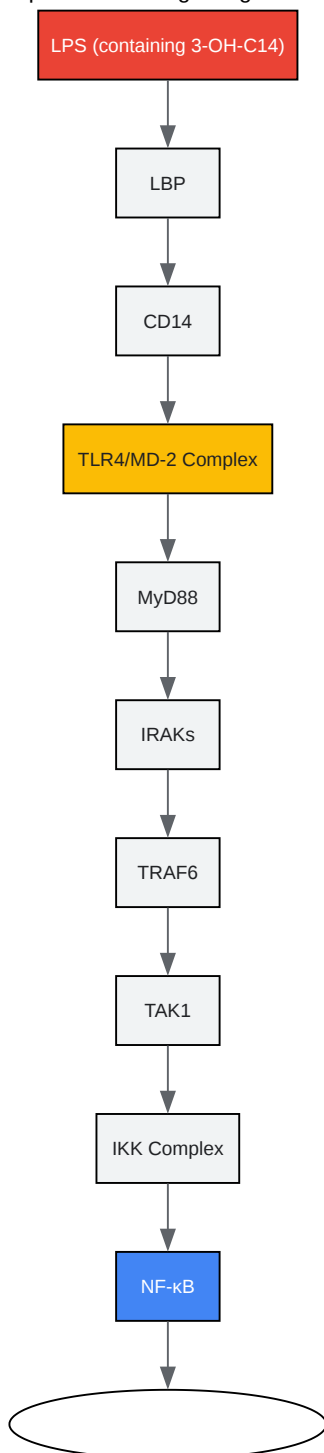 LPS (containing 3-OH-C14)
LBP
CD14
TLR4/MD-2 Complex
MyD88
IRAKs
TRAF6
TAK1
IKK Complex
NF-κB